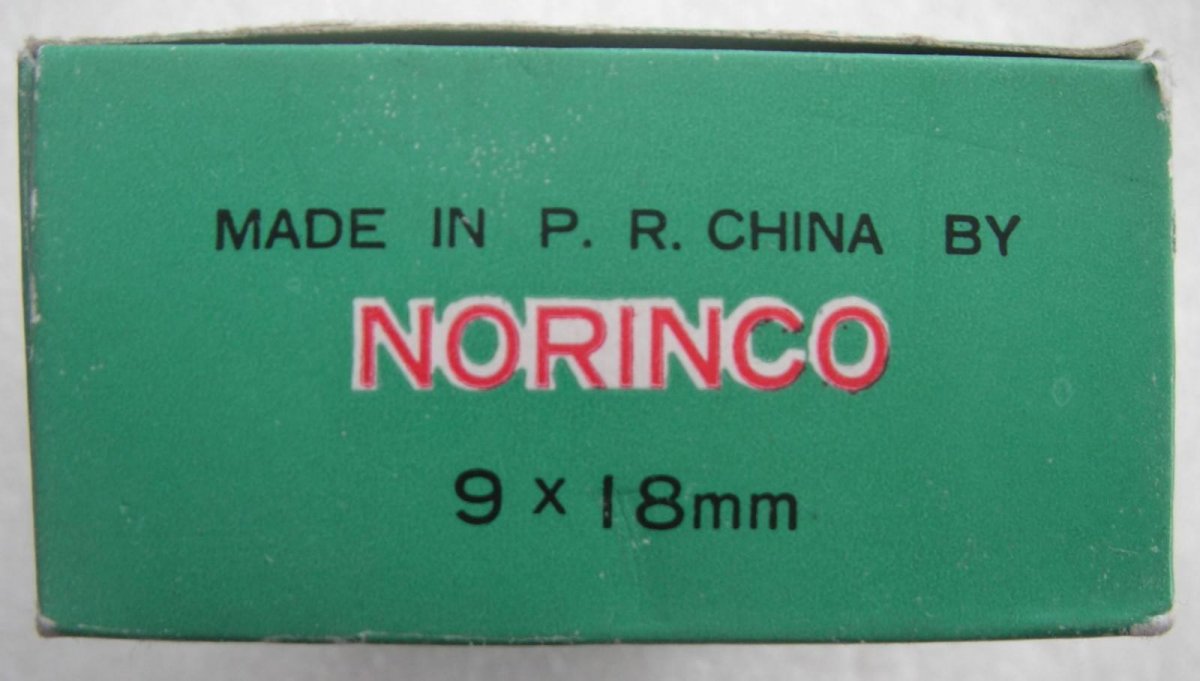 MADE IN P. R. CHINA BY
NORINCO
9 x 18mm